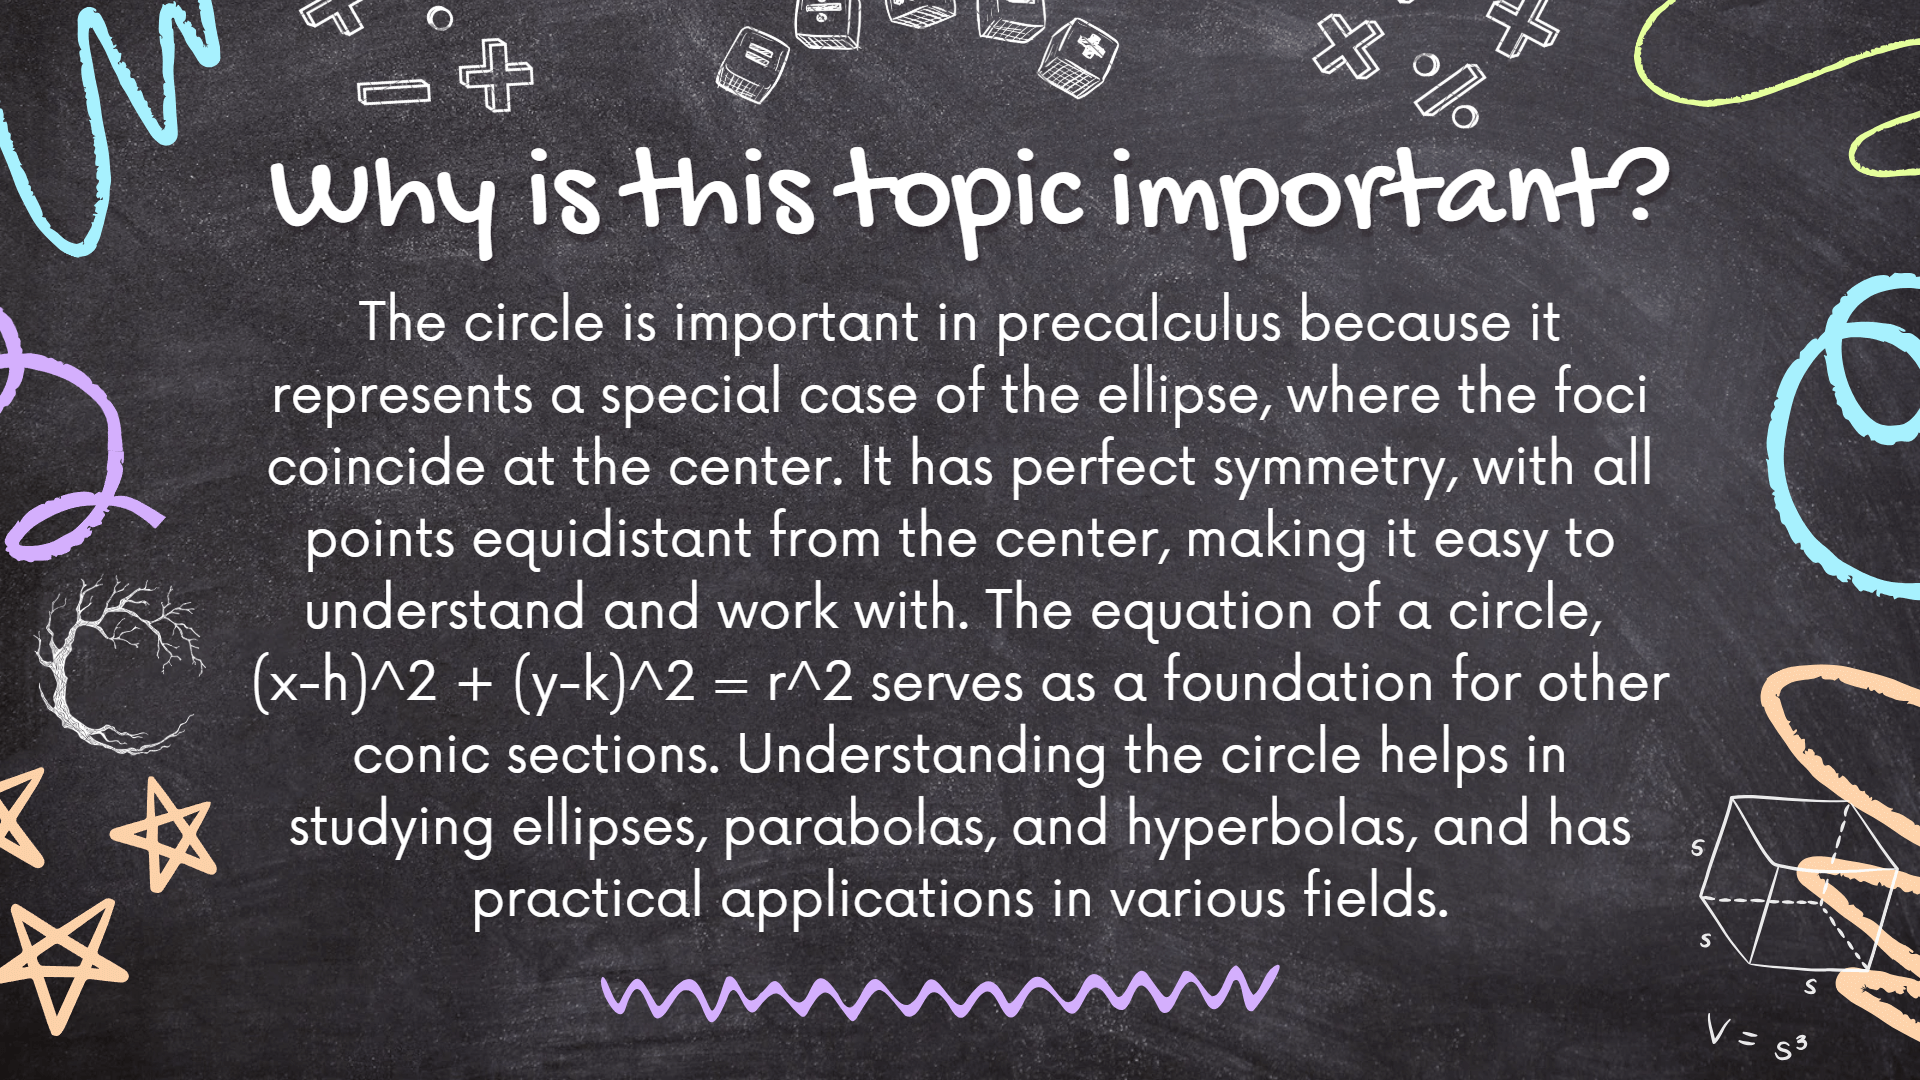 Why is this topic important?
The circle is important in precalculus because it
represents a special case of the ellipse, where the foci
coincide at the center. It has perfect symmetry, with all
points equidistant from the center, making it easy to
understand and work with. The equation of a circle,
(x-h)^2 + (y-k)^2 = r^2 serves as a foundation for other
conic sections. Understanding the circle helps in
studying ellipses, parabolas, and hyperbolas, and has
practical applications in various fields.
s
s
s
V = s³